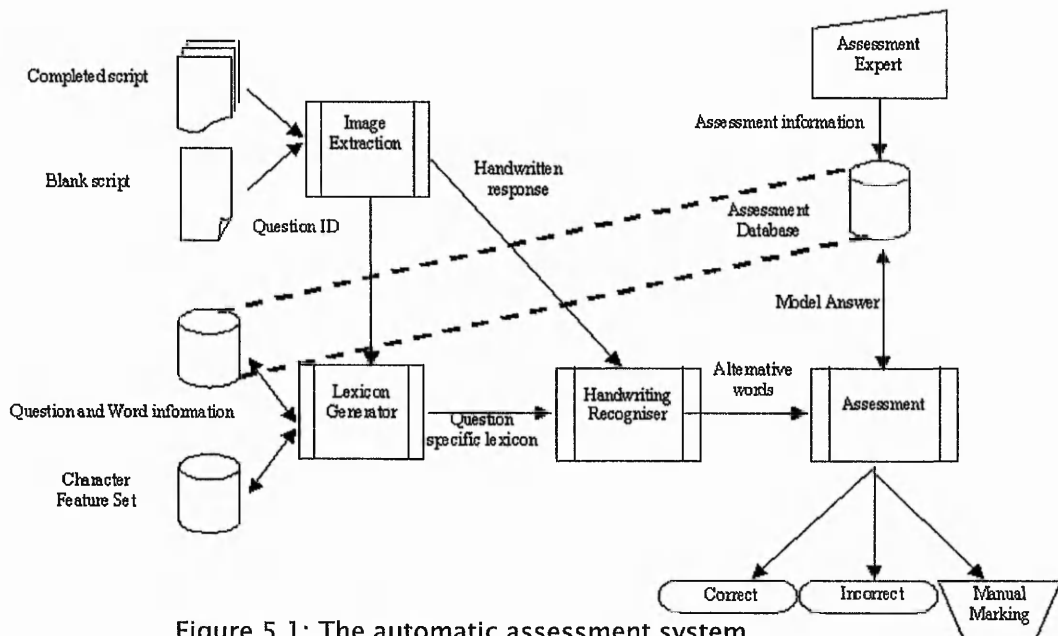 Completed script
Image
Extraction
Assessment
Expert
Assessment information
Blank script
Handwritten
response
Question ID
Assessment
Database
Model Answer
Lexicon
Generator
Handwriting
Recogniser
Alternative
words
Assessment
Question and Word information
Question
specific lexicon
Character
Feature Set
Correct
Incorrect
Manual
Marking
Figure 5.1: The automatic assessment system